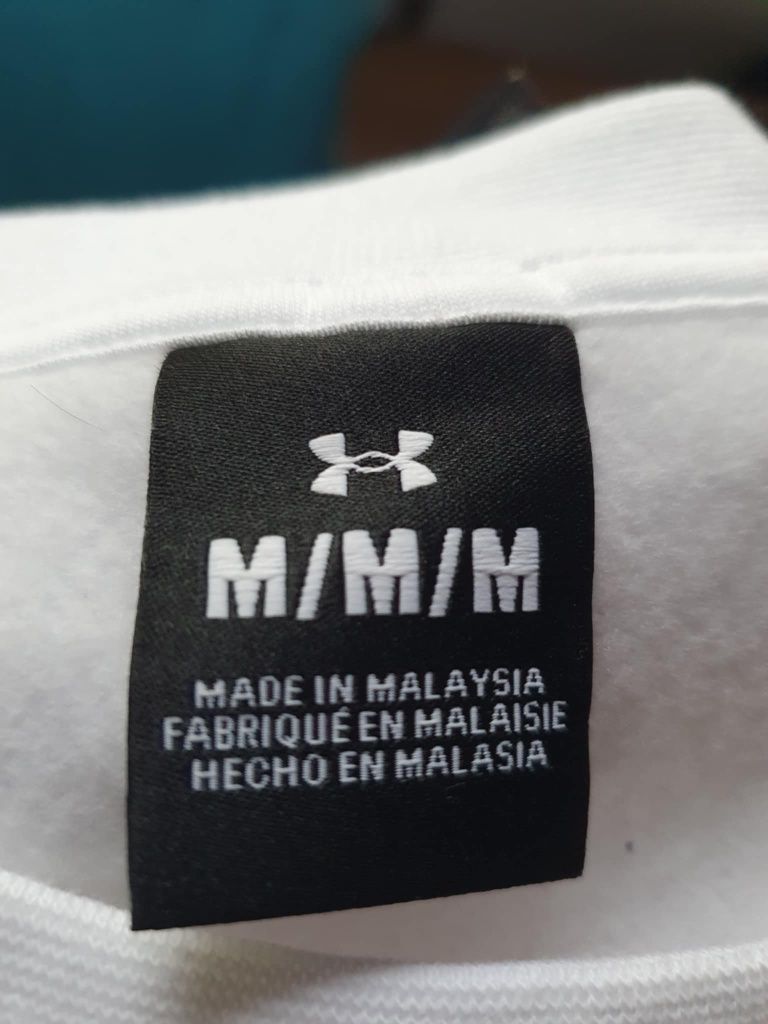 M/M/M
MADE IN MALAYSIA
FABRIQUÉ EN MALAISIE
HECHO EN MALASIA